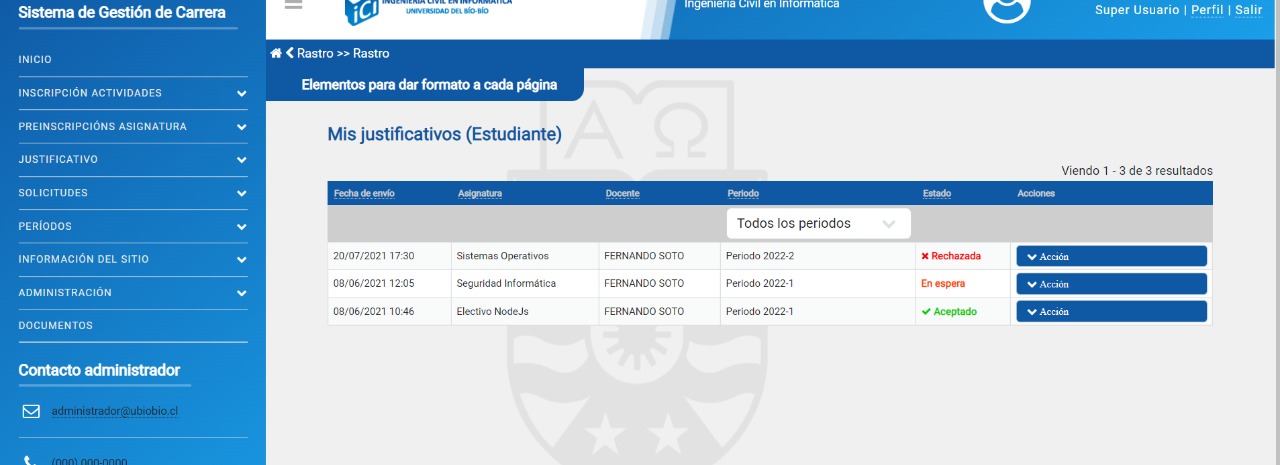 Sistema de Gestión de Carrera
INICIO
INSCRIPCIÓN ACTIVIDADES
PREINSCRIPCIÓNS ASIGNATURA
JUSTIFICATIVO
SOLICITUDES
PERÍODOS
INFORMACIÓN DEL SITIO
ADMINISTRACIÓN
DOCUMENTOS
Contacto administrador
administrador@ubiobio.cl
(000) 000-0000
ici
INGENIERÍA CIVIL EN INFORMÁTICA
UNIVERSIDAD DEL BÍO-BÍO
Ingeniería Civil en Informática
Super Usuario | Perfil | Salir
Rastro >> Rastro
Elementos para dar formato a cada página
ΑΩ
Mis justificativos (Estudiante)
Viendo 1 - 3 de 3 resultados
Fecha de envío Asignatura Docente Periodo Estado Acciones
Todos los periodos
20/07/2021 17:30 Sistemas Operativos FERNANDO SOTO Periodo 2022-2 Rechazada Acción
08/06/2021 12:05 Seguridad Informática FERNANDO SOTO Periodo 2022-1 En espera Acción
08/06/2021 10:46 Electivo NodeJs FERNANDO SOTO Periodo 2022-1 Aceptado Acción